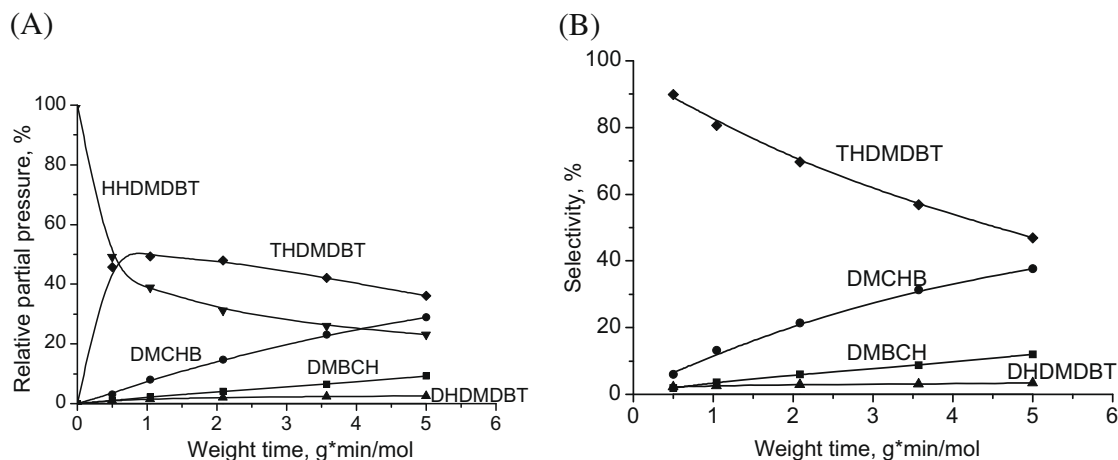 (A)
(B)
Relative partial pressure, %
100
80
60
40
20
0
HHDMDBT
THDMDBT
DMCHB
DMBCH
DHDMDBT
0 1 2 3 4 5 6
Weight time, g*min/mol
Selectivity, %
100
80
60
40
20
0
THDMDBT
DMCHB
DMBCH
DHDMDBT
0 1 2 3 4 5 6
Weight time, g*min/mol